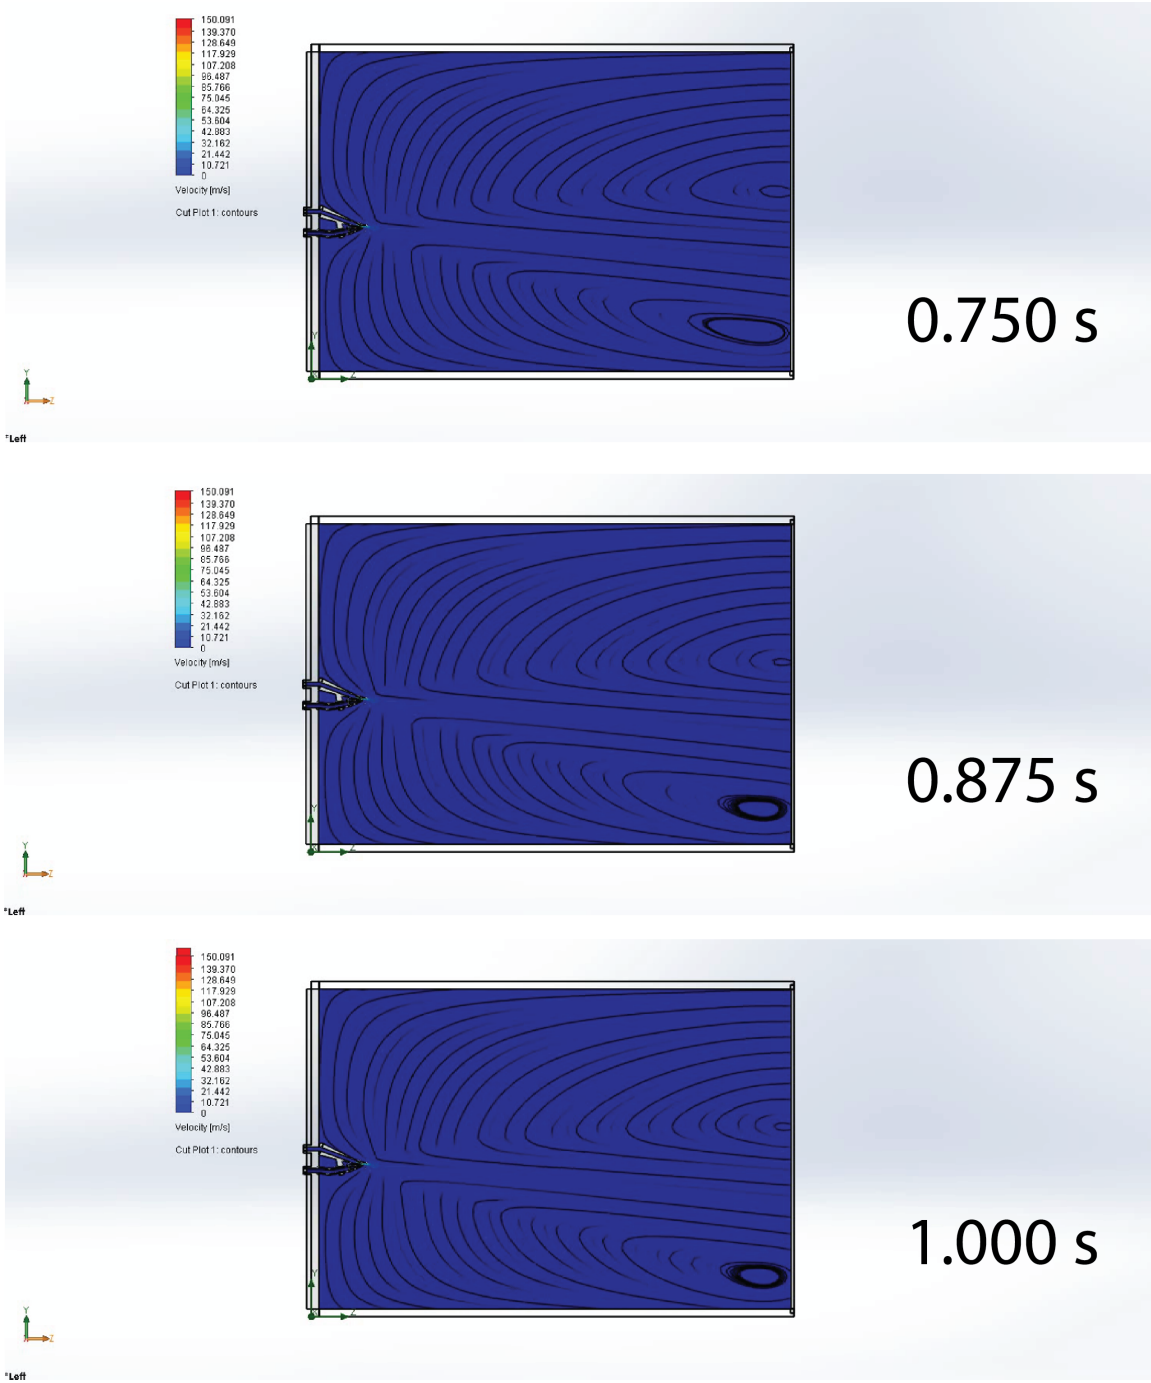 150.091
139.370
128.649
117.929
107.208
96.487
85.766
75.045
64.325
53.604
42.883
32.162
21.442
10.721
0
Velocity [m/s]
Cut Plot 1: contours
0.750 s
Y
Z
Y
Z
*Left
150.091
139.370
128.649
117.929
107.208
96.487
85.766
75.045
64.325
53.604
42.883
32.162
21.442
10.721
0
Velocity [m/s]
Cut Plot 1: contours
0.875 s
Y
Z
Y
Z
*Left
150.091
139.370
128.649
117.929
107.208
96.487
85.766
75.045
64.325
53.604
42.883
32.162
21.442
10.721
0
Velocity [m/s]
Cut Plot 1: contours
1.000 s
Y
Z
Y
Z
*Left